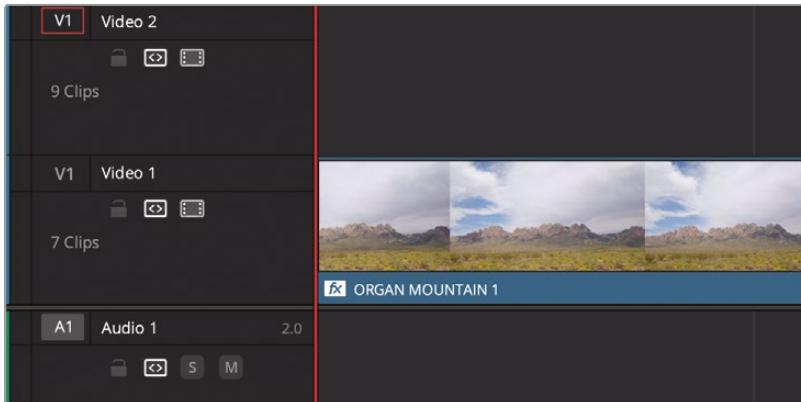 V1 Video 2
9 Clips
V1 Video 1
7 Clips
fx ORGAN MOUNTAIN 1
A1 Audio 1 2.0
S M